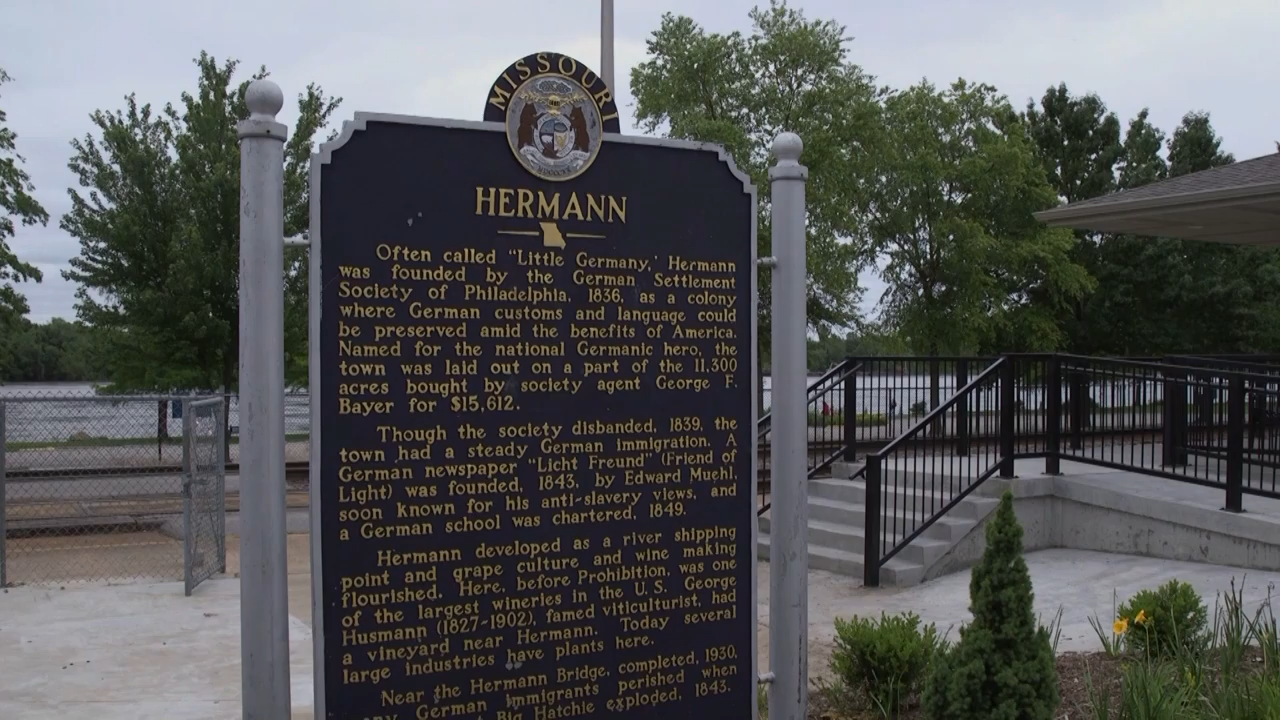 MISSOURI
HERMANN
Often called "Little Germany,' Hermann
was founded by the German Settlement
Society of Philadelphia, 1836, as a colony
where German customs and language could
be preserved amid the benefits of America.
Named for the national Germanic hero, the
town was laid out on a part of the 11,300
acres bought by society agent George F.
Bayer for $15,612.
Though the society disbanded, 1839, the
town had a steady German immigration. A
German newspaper "Licht Freund" (Friend of
Light) was founded, 1843, by Edward Muehl,
soon known for his anti-slavery views, and
a German school was chartered, 1849.
Hermann developed as a river shipping
point and grape culture and wine making
flourished. Here, before Prohibition, was one
of the largest wineries in the U.S. George
Husmann (1827-1902), famed viticulturist, had
a vineyard near Hermann. Today several
large industries have plants here.
Near the Hermann Bridge, completed, 1930,
German immigrants perished when
Big Hatchie exploded, 1843.